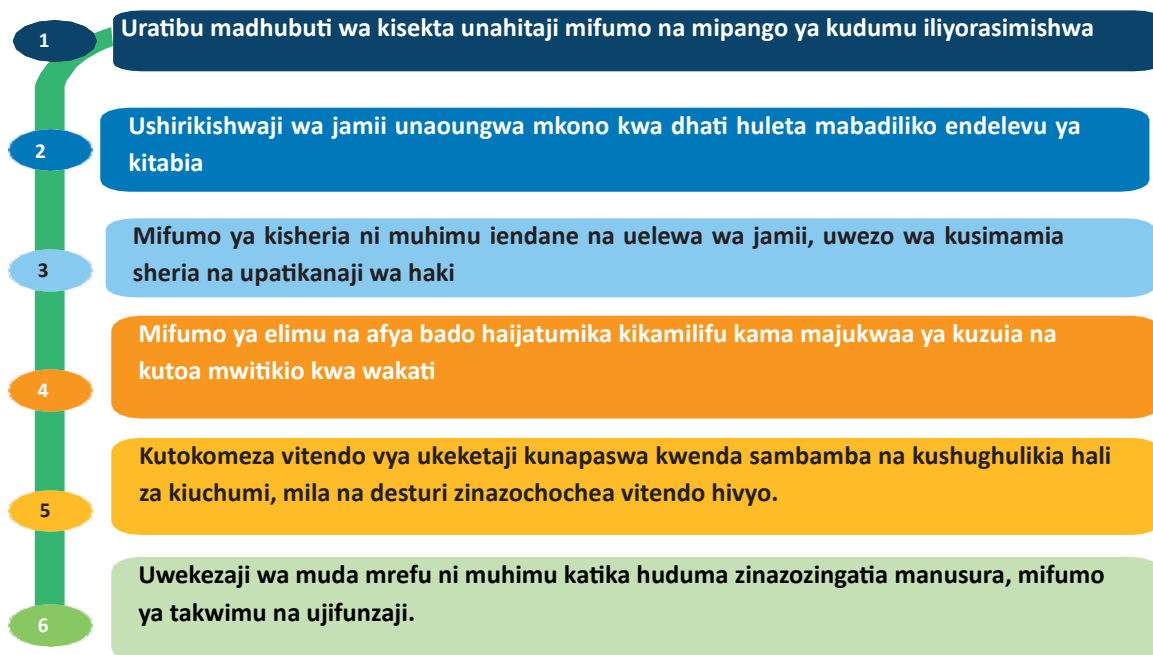 1
Uratibu madhubuti wa kisekta unahitaji mifumo na mipango ya kudumu iliyorasimishwa
2
Ushirikishwaji wa jamii unaoungwa mkono kwa dhati huleta mabadiliko endelevu ya
kitabia
3
Mifumo ya kisheria ni muhimu iendane na uelewa wa jamii, uwezo wa kusimamia
sheria na upatikanaji wa haki
4
Mifumo ya elimu na afya bado haijatumika kikamilifu kama majukwaa ya kuzuia na
kutoa mwitikio kwa wakati
5
Kutokomeza vitendo vya ukeketaji kunapaswa kwenda sambamba na kushughulikia hali
za kiuchumi, mila na desturi zinazochochea vitendo hivyo.
6
Uwekezaji wa muda mrefu ni muhimu katika huduma zinazozingatia manusura, mifumo
ya takwimu na ujifunzaji.